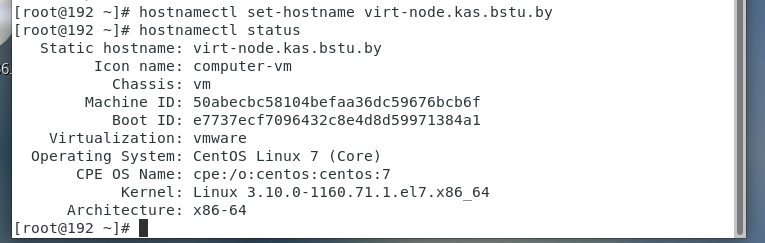 [root@192 ~]# hostnamectl set-hostname virt-node.kas.bstu.by
[root@192 ~]# hostnamectl status
Static hostname: virt-node.kas.bstu.by
Icon name: computer-vm
Chassis: vm
Machine ID: 50abecbc58104befaa36dc59676bcb6f
Boot ID: e7737ecf7096432c8e4d8d59971384a1
Virtualization: vmware
Operating System: CentOS Linux 7 (Core)
CPE OS Name: cpe:/o:centos:centos:7
Kernel: Linux 3.10.0-1160.71.1.el7.x86_64
Architecture: x86-64
[root@192 ~]#